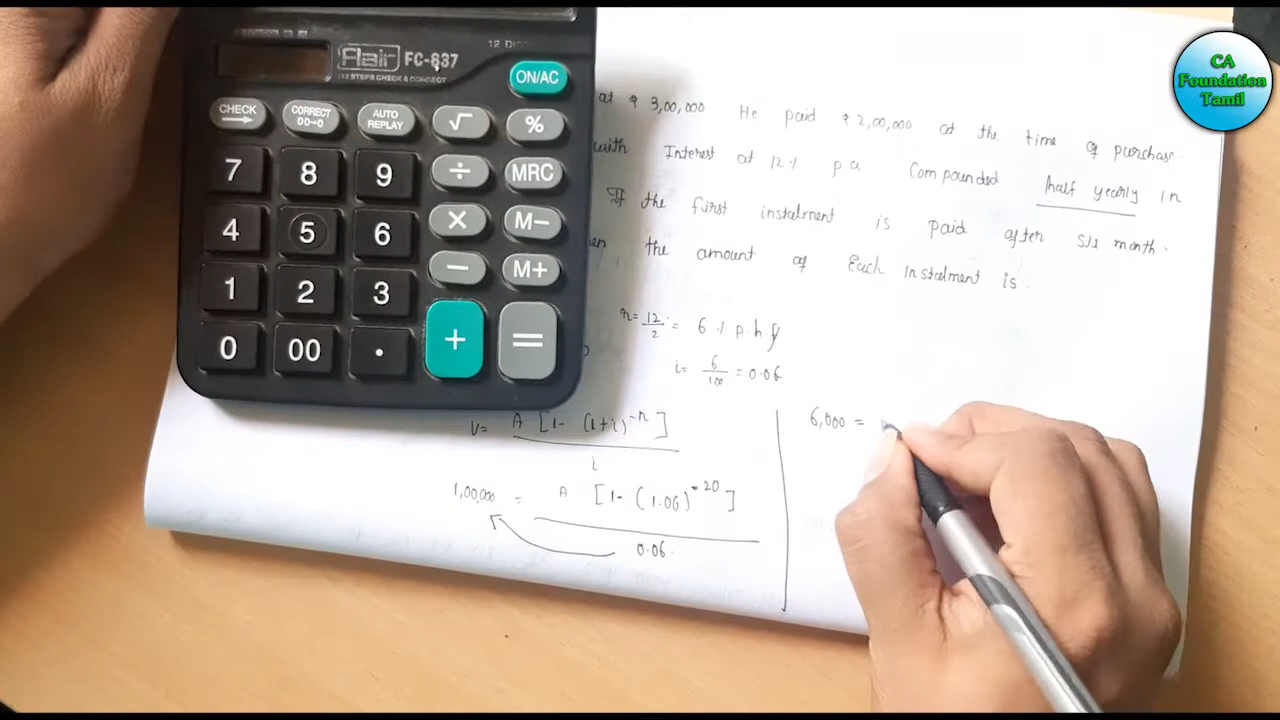 CA
Foundation
Tamil
Flair FC-837
12 STEPS CHECK & CORRECT
12 DIG
ON/AC
CHECK CORRECT 00→0 AUTO REPLAY √ %
7 8 9 ÷ MRC
4 5 6 × M−
1 2 3 − M+
0 00 . + =
at ₹ 3,00,000 He paid ₹ 2,00,000 at the time of purchase.
with Interest at 12% p a Compounded half yearly in
If the first instalment is paid after six month.
the amount of Each instalment is.
r= 12/2 = 6% p.h.y
i= 6/100 = 0.06
V= A [1- (1+i)^-n] / i
1,00,000 = A [1- (1.06)^-20] / 0.06.
6,000 =